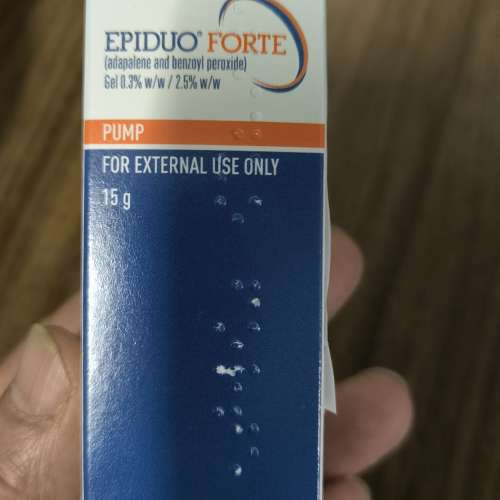 EPIDUO® FORTE
(adapalene and benzoyl peroxide)
Gel 0.3% w/w / 2.5% w/w
PUMP
FOR EXTERNAL USE ONLY
15 g